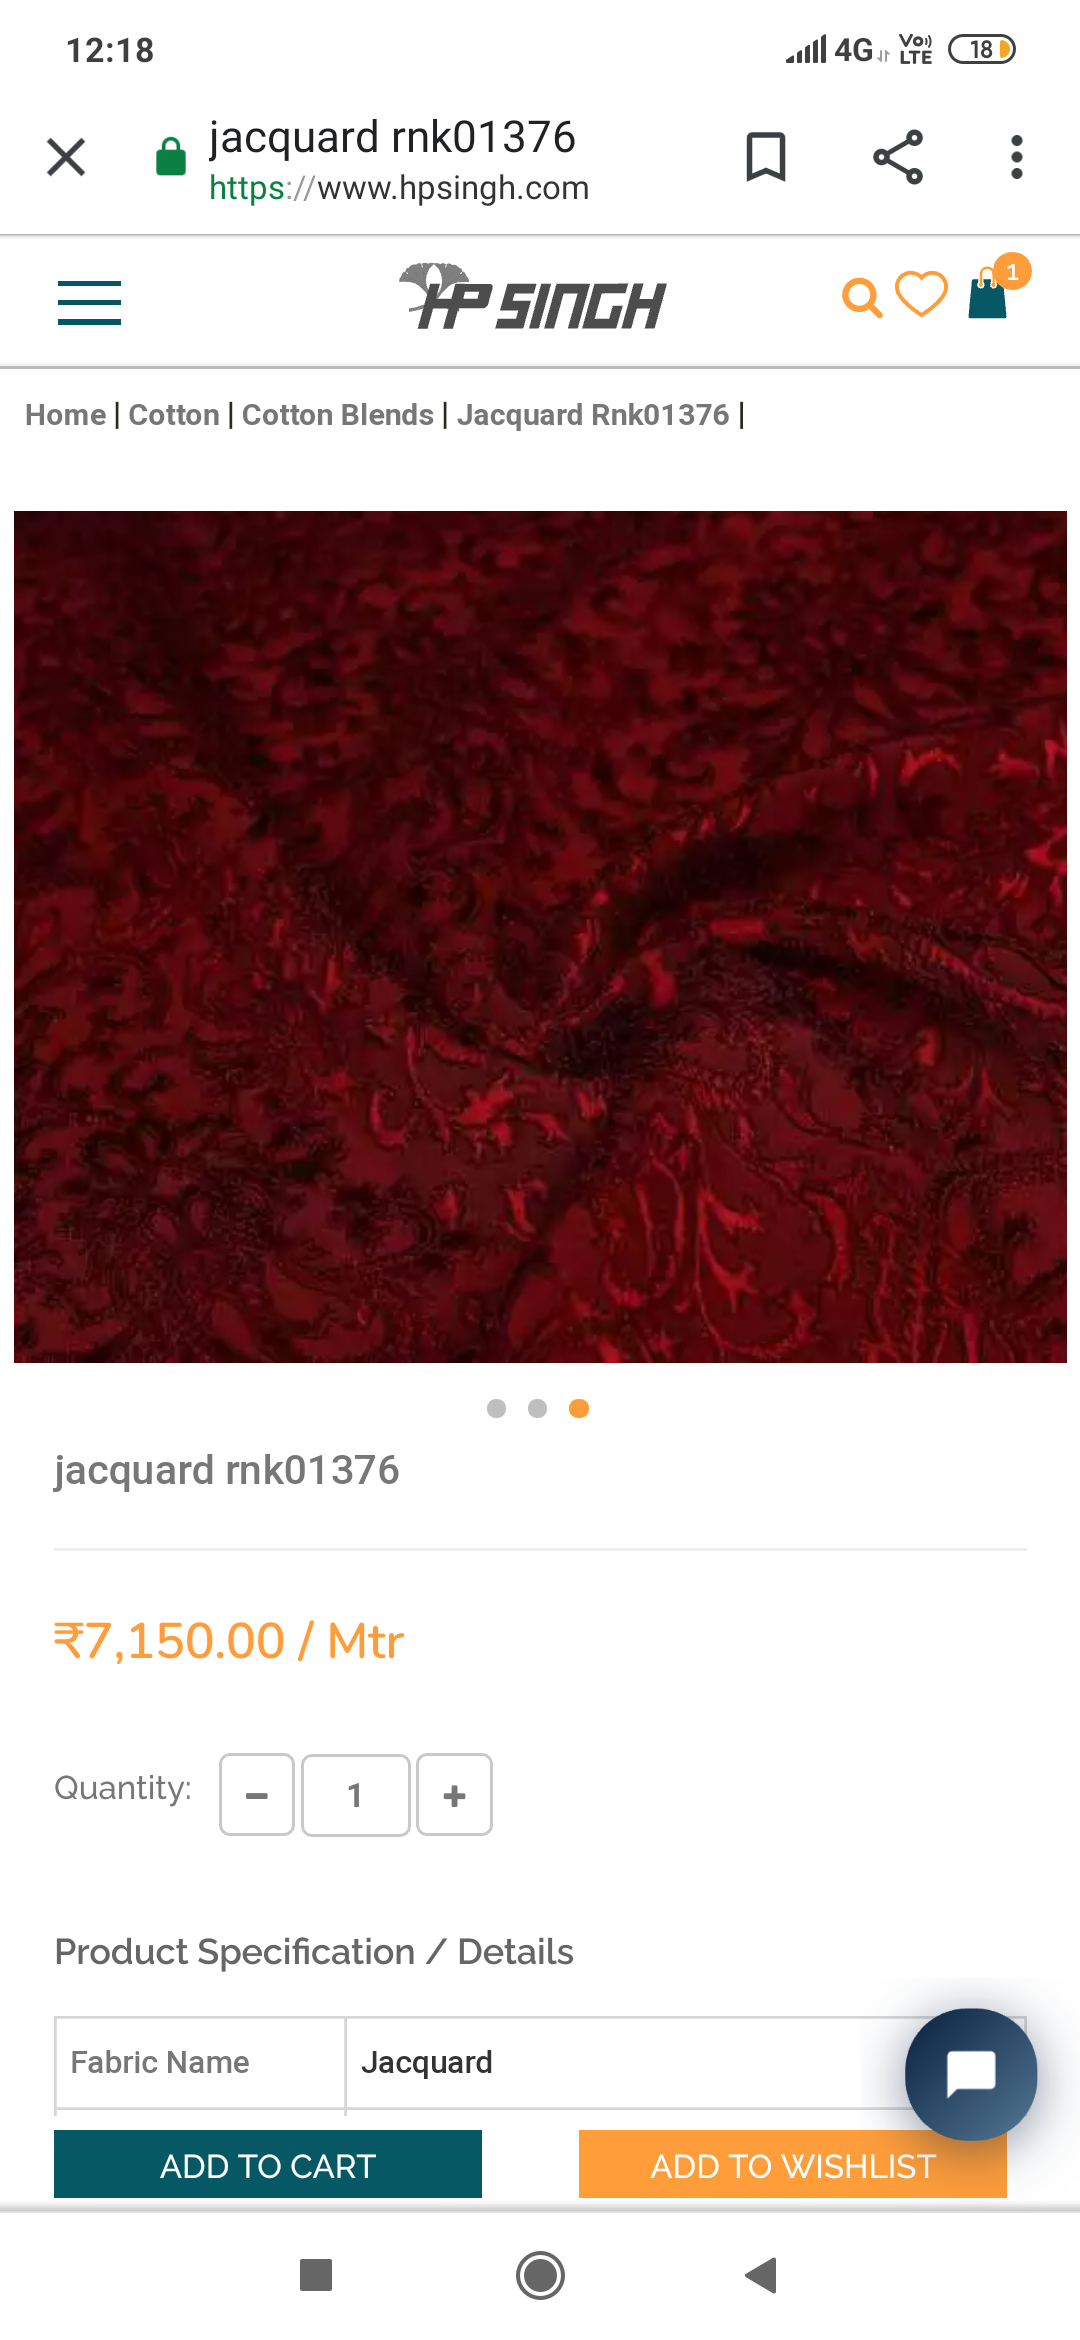 12:18
4G VoLTE 18
jacquard rnk01376
https://www.hpsingh.com
HP SINGH
1
Home | Cotton | Cotton Blends | Jacquard Rnk01376 |
jacquard rnk01376
₹7,150.00 / Mtr
Quantity: − 1 +
Product Specification / Details
Fabric Name Jacquard
ADD TO CART ADD TO WISHLIST